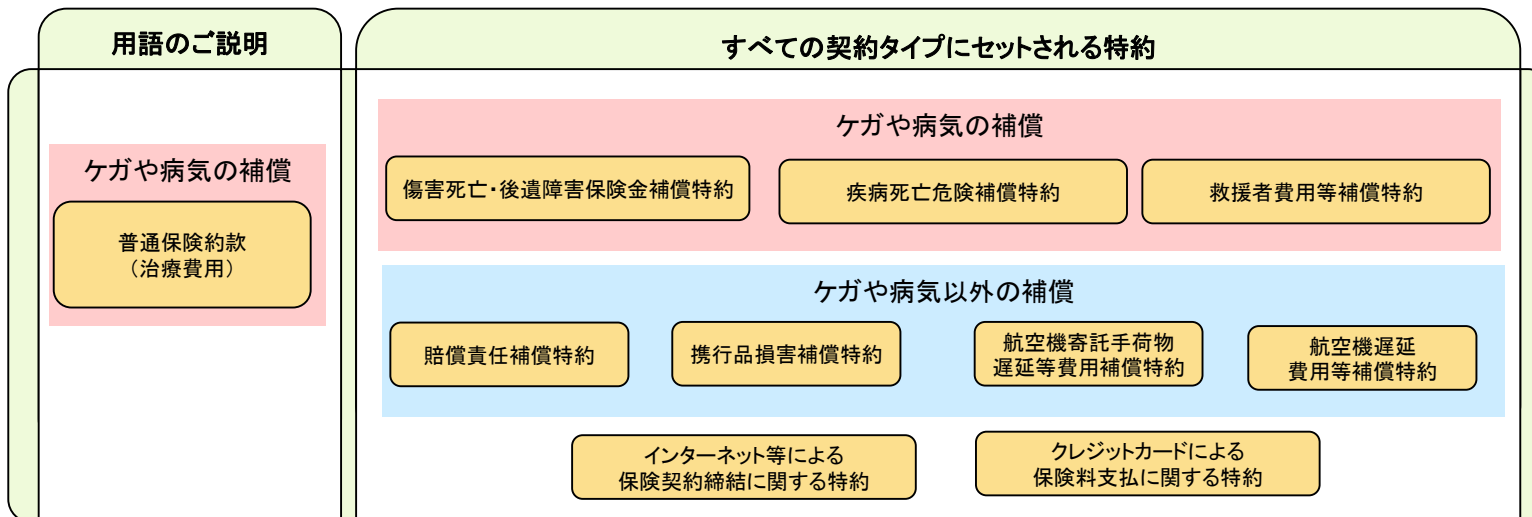 用語のご説明
ケガや病気の補償
普通保険約款
（治療費用）
すべての契約タイプにセットされる特約
ケガや病気の補償
傷害死亡・後遺障害保険金補償特約
疾病死亡危険補償特約
救援者費用等補償特約
ケガや病気以外の補償
賠償責任補償特約
携行品損害補償特約
航空機寄託手荷物
遅延等費用補償特約
航空機遅延
費用等補償特約
インターネット等による
保険契約締結に関する特約
クレジットカードによる
保険料支払に関する特約